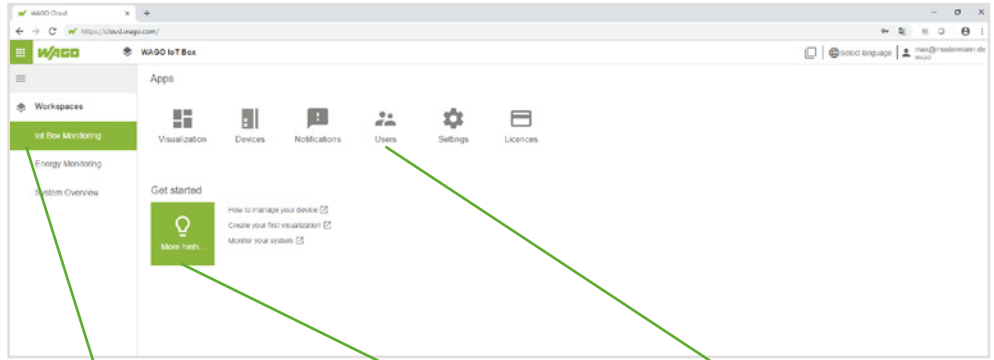 WAGO Cloud
https://cloud.wago.com/
WAGO
WAGO IoT Box
Select language
max@mustermann.de
WAGO
Apps
Workspaces
Iot Box Monitoring
Energy Monitoring
System Overview
Visualization
Devices
Notifications
Users
Settings
Licences
Get started
More hints...
How to manage your device
Create your first visualization
Monitor your system